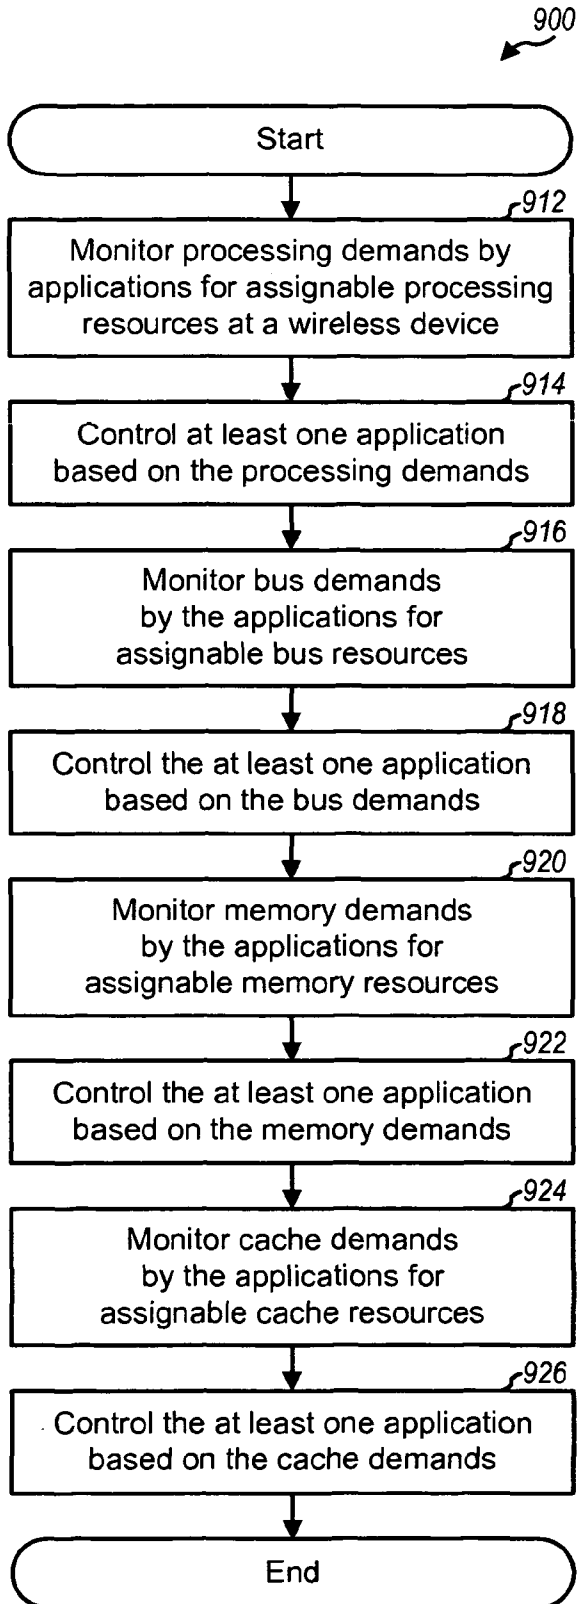 900
Start
912
Monitor processing demands by
applications for assignable processing
resources at a wireless device
914
Control at least one application
based on the processing demands
916
Monitor bus demands
by the applications for
assignable bus resources
918
Control the at least one application
based on the bus demands
920
Monitor memory demands
by the applications for
assignable memory resources
922
Control the at least one application
based on the memory demands
924
Monitor cache demands
by the applications for
assignable cache resources
926
Control the at least one application
based on the cache demands
End